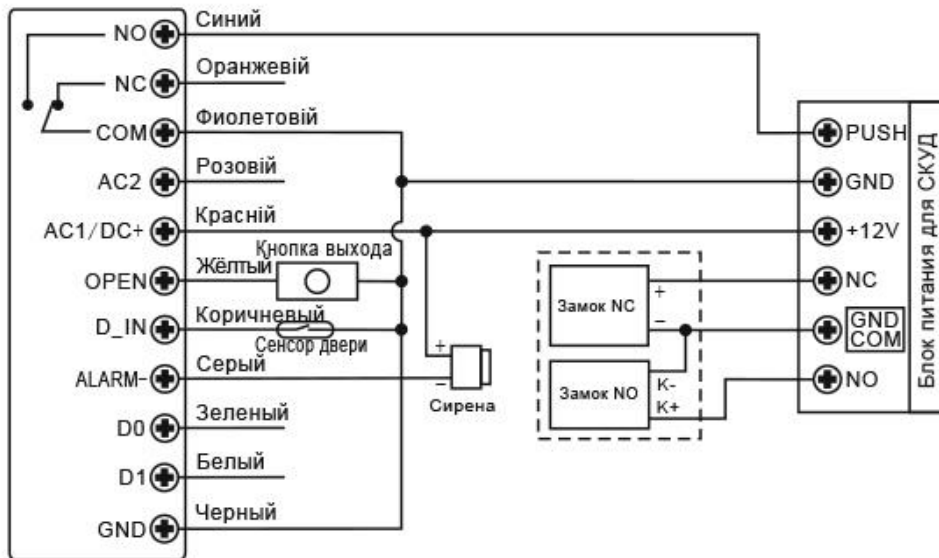 NO Синий
NC Оранжевій
COM Фиолетовій
AC2 Розовій
AC1/DC+ Красній
Кнопка выхода
OPEN Жёлтый
D_IN Коричневый
Сенсор двери
ALARM- Серый
D0 Зеленый
D1 Белый
GND Черный
+
−
Сирена
Замок NC
+
−
Замок NO
K-
K+
PUSH
GND
+12V
NC
GND
COM
NO
Блок питания для СКУД